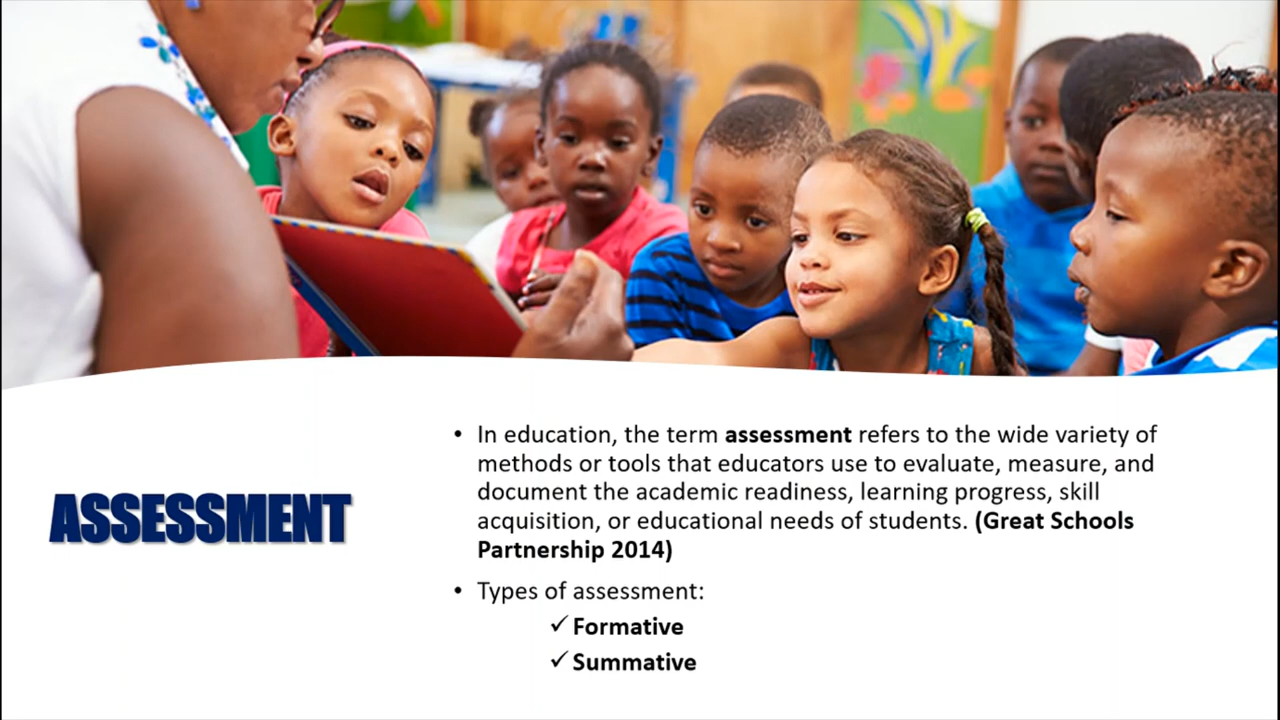 ASSESSMENT
• In education, the term assessment refers to the wide variety of
methods or tools that educators use to evaluate, measure, and
document the academic readiness, learning progress, skill
acquisition, or educational needs of students. (Great Schools
Partnership 2014)
• Types of assessment:
✓ Formative
✓ Summative